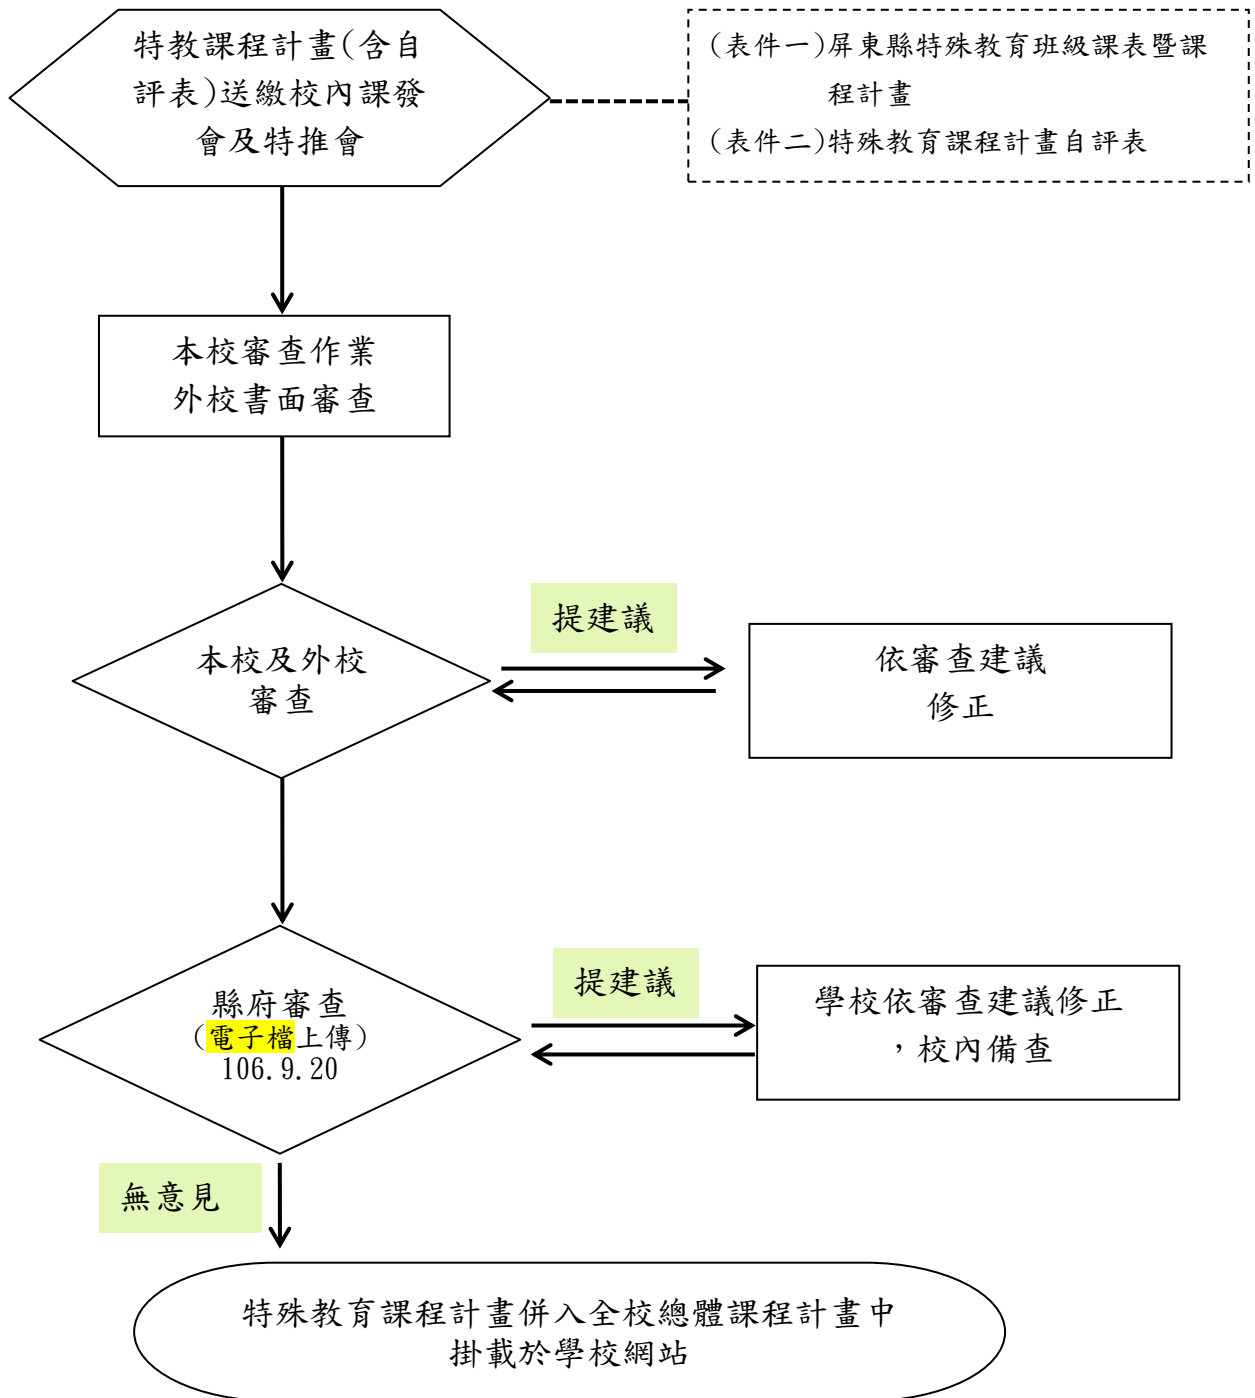 特教課程計畫(含自
評表)送繳校內課發
會及特推會
(表件一)屏東縣特殊教育班級課表暨課
程計畫
(表件二)特殊教育課程計畫自評表
本校審查作業
外校書面審查
提建議
本校及外校
審查
依審查建議
修正
提建議
縣府審查
(電子檔上傳)
106.9.20
學校依審查建議修正
，校內備查
無意見
特殊教育課程計畫併入全校總體課程計畫中
掛載於學校網站